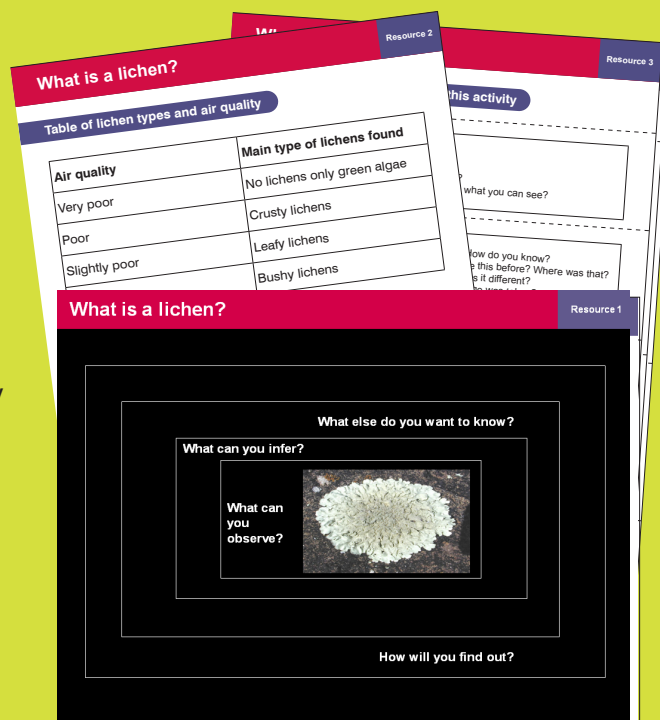 What is a lichen?
Resource 2
Table of lichen types and air quality
Air quality
Main type of lichens found
Very poor
No lichens only green algae
Poor
Crusty lichens
Slightly poor
Leafy lichens
Bushy lichens
Resource 3
this activity
?
what you can see?
How do you know?
this before? Where was that?
it different?
What is a lichen?
Resource 1
What else do you want to know?
What can you infer?
What can
you
observe?
How will you find out?